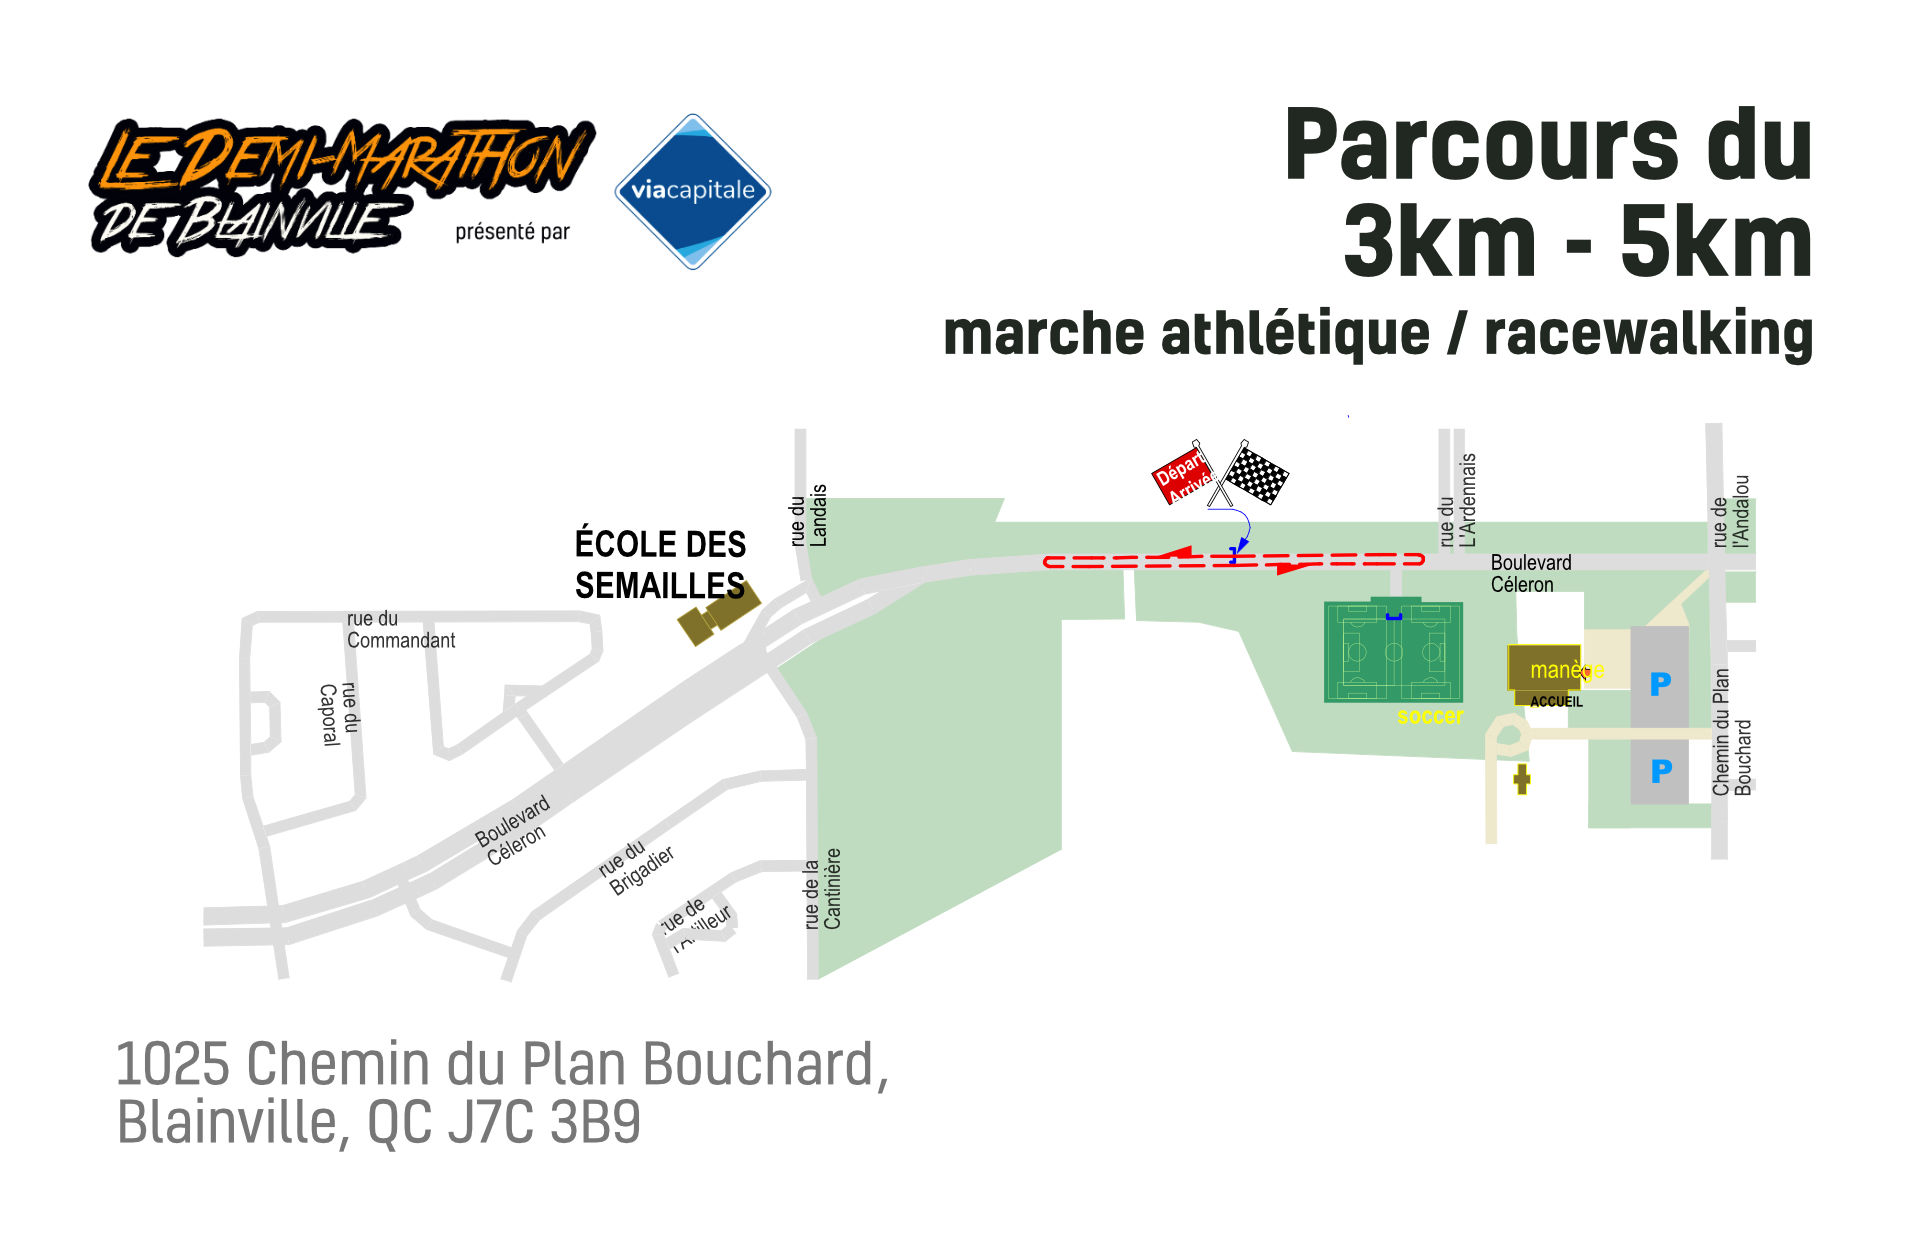 LE DEMI-MARATHON
DE BLAINVILLE
présenté par
viacapitale
Parcours du
3km - 5km
marche athlétique / racewalking
Départ
Arrivée
rue du
Landais
rue du
L'Ardennais
rue de
l'Andalou
ÉCOLE DES
SEMAILLES
Boulevard
Céleron
rue du
Commandant
rue du
Caporal
manège
ACCUEIL
soccer
P
P
Chemin du Plan
Bouchard
Boulevard
Céleron
rue du
Brigadier
rue de

rue de la
Cantinière
1025 Chemin du Plan Bouchard,
Blainville, QC J7C 3B9